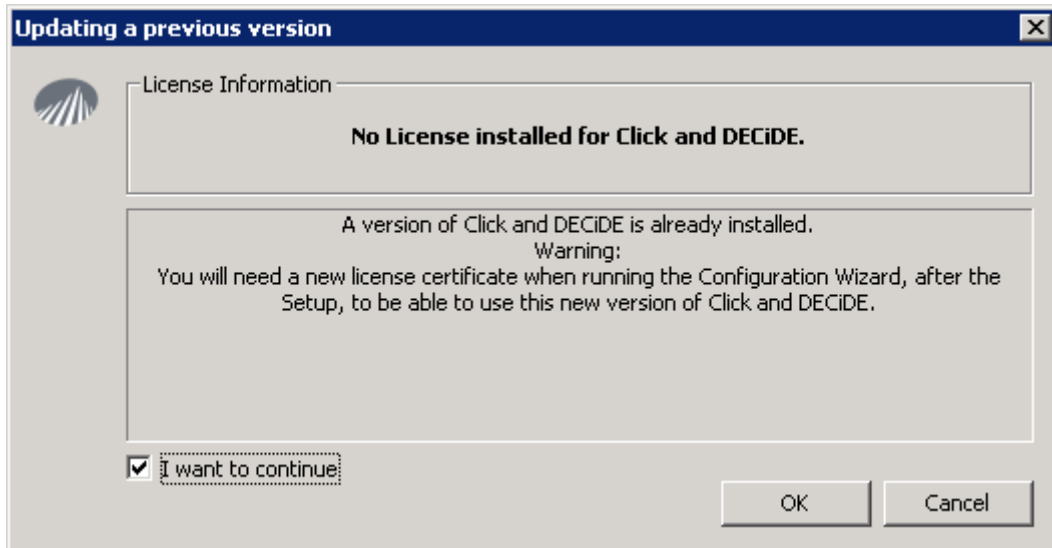 Updating a previous version
License Information
No License installed for Click and DECiDE.
A version of Click and DECiDE is already installed.
Warning:
You will need a new license certificate when running the Configuration Wizard, after the
Setup, to be able to use this new version of Click and DECiDE.
I want to continue
OK
Cancel